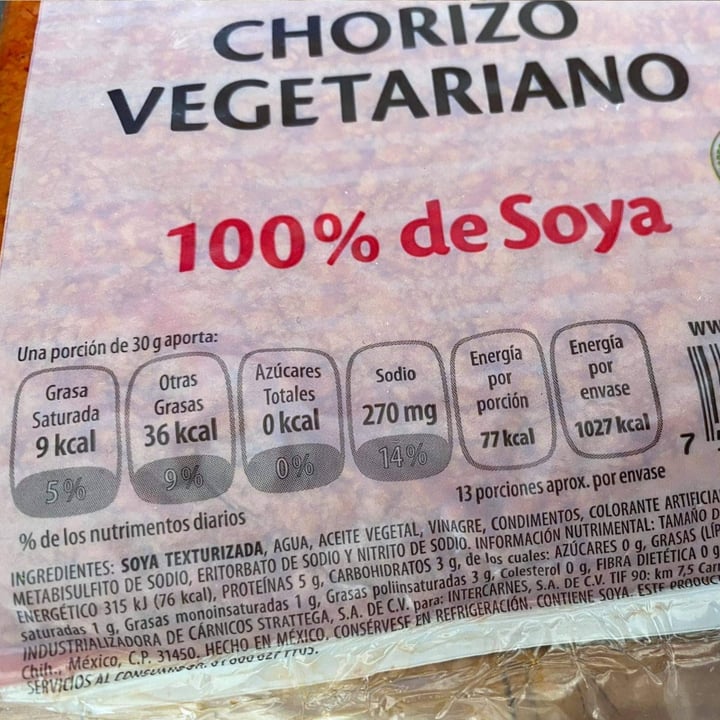 CHORIZO
VEGETARIANO
100% de Soya
Una porción de 30 g aporta:
Grasa
Saturada
9 kcal
5%
Otras
Grasas
36 kcal
9%
Azúcares
Totales
0 kcal
0%
Sodio
270 mg
14%
Energía
por
porción
77 kcal
Energía
por
envase
1027 kcal
WW
7
% de los nutrimentos diarios
13 porciones aprox. por envase
INGREDIENTES: SOYA TEXTURIZADA, AGUA, ACEITE VEGETAL, VINAGRE, CONDIMENTOS, COLORANTE ARTIFICIA
METABISULFITO DE SODIO, ERITORBATO DE SODIO Y NITRITO DE SODIO. INFORMACIÓN NUTRIMENTAL: TAMAÑO D
ENERGÉTICO 315 kJ (76 kcal), PROTEÍNAS 5 g, CARBOHIDRATOS 3 g, de los cuales: AZÚCARES 0 g, GRASAS (LÍP
saturadas 1 g, Grasas monoinsaturadas 1 g, Grasas poliinsaturadas 3 g, Colesterol 0 g, FIBRA DIETÉTICA 0 g
INDUSTRIALIZADORA DE CÁRNICOS STRATTEGA, S.A. DE C.V. para: INTERCARNES, S.A. DE C.V. TIF 90: km 7,5 Carr
Chih., México, C.P. 31450. HECHO EN MÉXICO. CONSÉRVESE EN REFRIGERACIÓN. CONTIENE SOYA. ESTE PRODUC
SERVICIOS AL